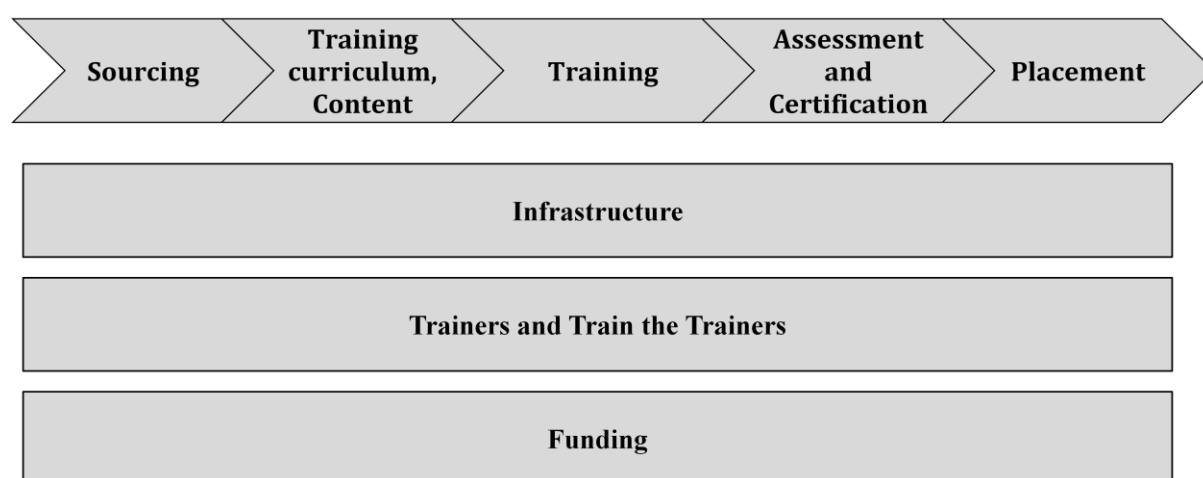 Sourcing
Training
curriculum,
Content
Training
Assessment
and
Certification
Placement
Infrastructure
Trainers and Train the Trainers
Funding